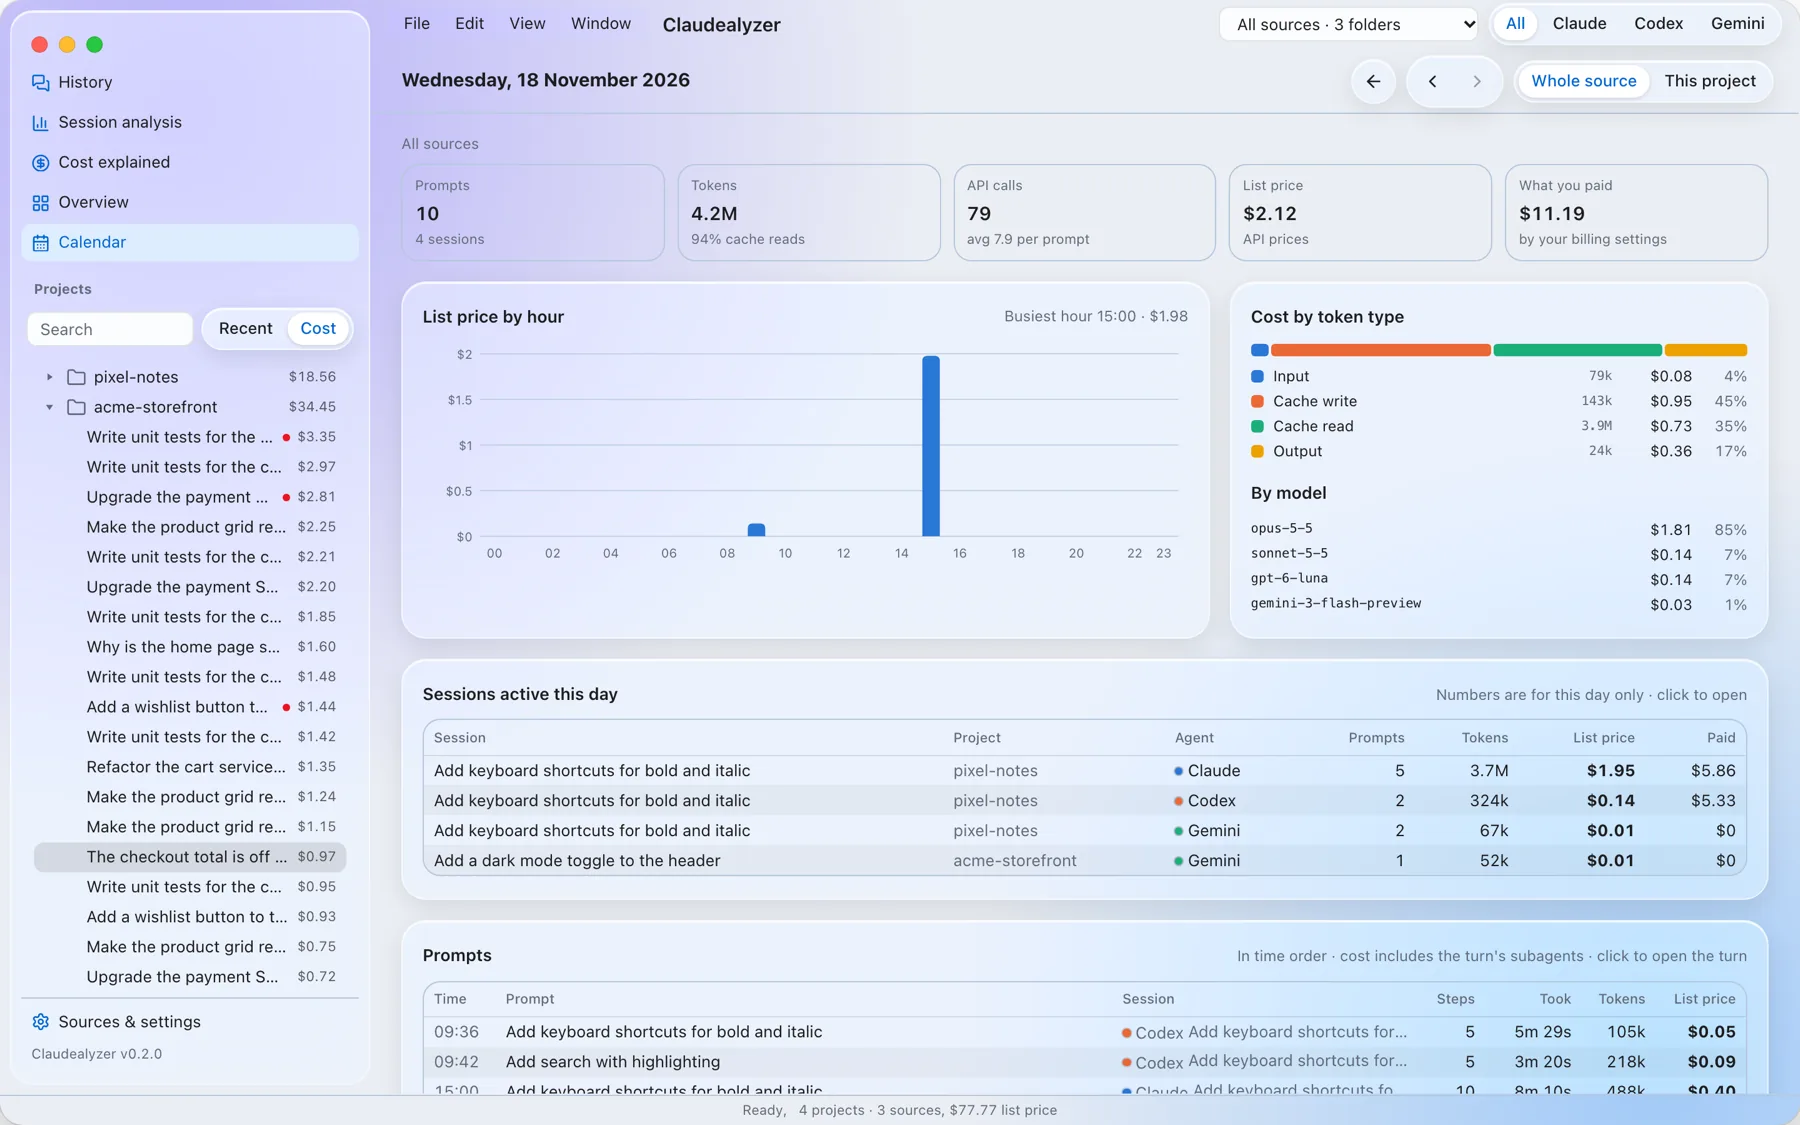 File Edit View Window Claudealyzer
All sources · 3 folders
All Claude Codex Gemini
History
Session analysis
Cost explained
Overview
Calendar
Projects
Search
Recent Cost
pixel-notes $18.56
acme-storefront $34.45
Write unit tests for the ... $3.35
Write unit tests for the c... $2.97
Upgrade the payment ... $2.81
Make the product grid re... $2.25
Write unit tests for the c... $2.21
Upgrade the payment S... $2.20
Write unit tests for the c... $1.85
Why is the home page s... $1.60
Write unit tests for the c... $1.48
Add a wishlist button t... $1.44
Write unit tests for the c... $1.42
Refactor the cart service... $1.35
Make the product grid re... $1.24
Make the product grid re... $1.15
The checkout total is off ... $0.97
Write unit tests for the c... $0.95
Add a wishlist button to t... $0.93
Make the product grid re... $0.75
Upgrade the payment S... $0.72
Sources & settings
Claudealyzer v0.2.0
Wednesday, 18 November 2026
Whole source This project
All sources
Prompts
10
4 sessions
Tokens
4.2M
94% cache reads
API calls
79
avg 7.9 per prompt
List price
$2.12
API prices
What you paid
$11.19
by your billing settings
List price by hour
Busiest hour 15:00 · $1.98
$2
$1.5
$1
$0.5
$0
00 02 04 06 08 10 12 14 16 18 20 22 23
Cost by token type
Input 79k $0.08 4%
Cache write 143k $0.95 45%
Cache read 3.9M $0.73 35%
Output 24k $0.36 17%
By model
opus-5-5 $1.81 85%
sonnet-5-5 $0.14 7%
gpt-6-luna $0.14 7%
gemini-3-flash-preview $0.03 1%
Sessions active this day
Numbers are for this day only · click to open
Session Project Agent Prompts Tokens List price Paid
Add keyboard shortcuts for bold and italic pixel-notes Claude 5 3.7M $1.95 $5.86
Add keyboard shortcuts for bold and italic pixel-notes Codex 2 324k $0.14 $5.33
Add keyboard shortcuts for bold and italic pixel-notes Gemini 2 67k $0.01 $0
Add a dark mode toggle to the header acme-storefront Gemini 1 52k $0.01 $0
Prompts
In time order · cost includes the turn's subagents · click to open the turn
Time Prompt Session Steps Took Tokens List price
09:36 Add keyboard shortcuts for bold and italic Codex Add keyboard shortcuts for... 5 5m 29s 105k $0.05
09:42 Add search with highlighting Codex Add keyboard shortcuts for... 5 3m 20s 218k $0.09
15:00 Add keyboard shortcuts for bold and italic Claude Add keyboard shortcuts fo... 10 8m 10s 488k $0.40
Ready, 4 projects · 3 sources, $77.77 list price